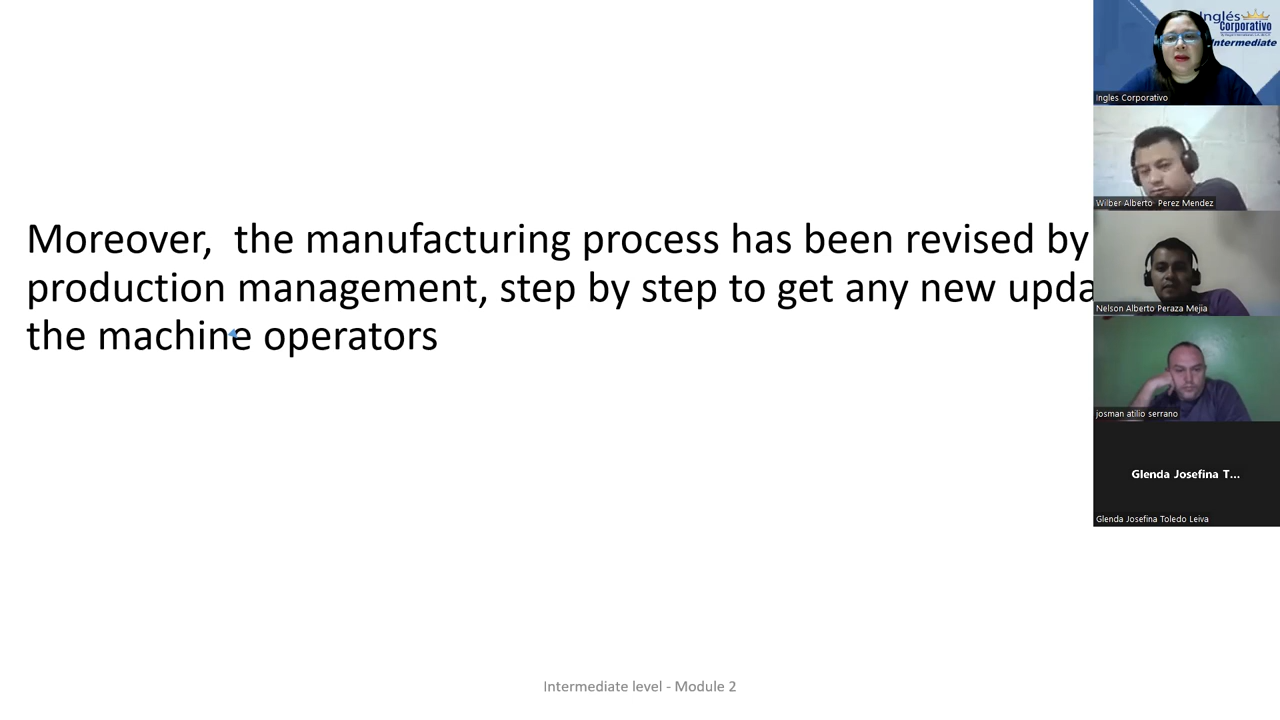 Moreover,  the manufacturing process has been revised by
production management, step by step to get any new upda
the machine operators
Intermediate level - Module 2
Inglés
Corporativo
Intermediate
Ingles Corporativo
Wilber Alberto Perez Mendez
Nelson Alberto Peraza Mejia
josman atilio serrano
Glenda Josefina T...
Glenda Josefina Toledo Leiva